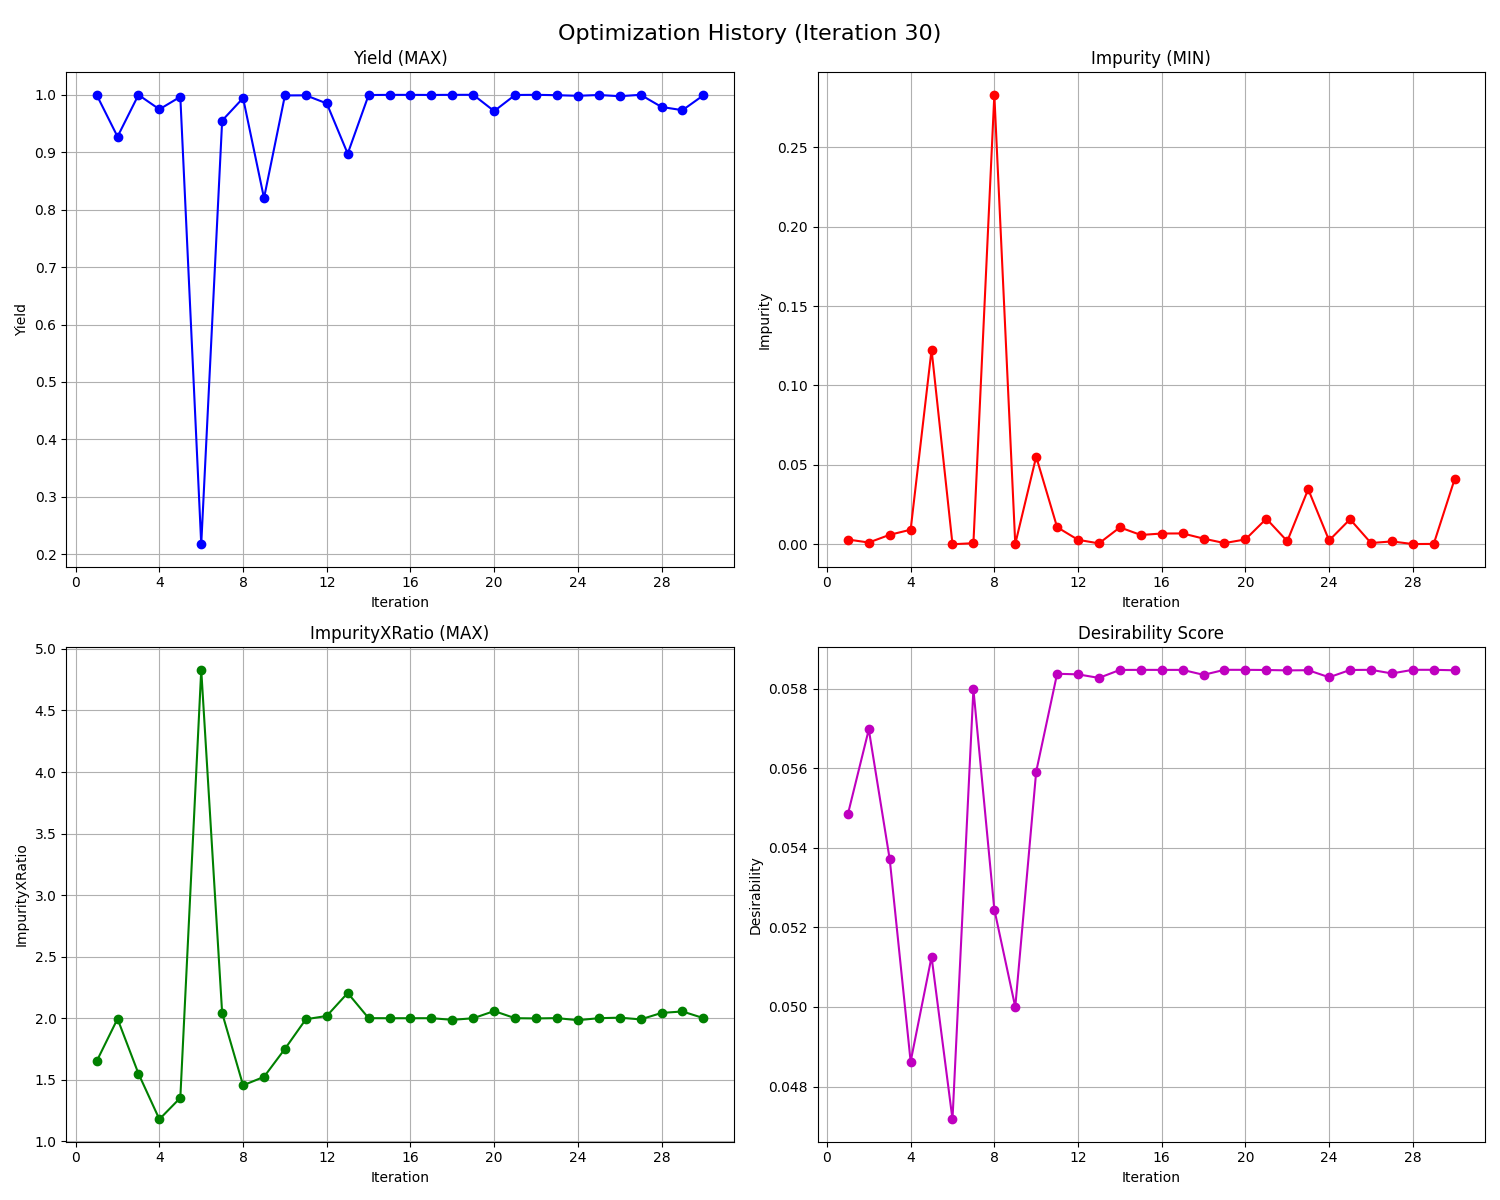 Optimization History (Iteration 30)
Yield (MAX)
1.0
0.9
0.8
0.7
0.6
0.5
0.4
0.3
0.2
Yield
0 4 8 12 16 20 24 28
Iteration
Impurity (MIN)
0.25
0.20
0.15
0.10
0.05
0.00
Impurity
0 4 8 12 16 20 24 28
Iteration
ImpurityXRatio (MAX)
5.0
4.5
4.0
3.5
3.0
2.5
2.0
1.5
1.0
ImpurityXRatio
0 4 8 12 16 20 24 28
Iteration
Desirability Score
0.058
0.056
0.054
0.052
0.050
0.048
Desirability
0 4 8 12 16 20 24 28
Iteration